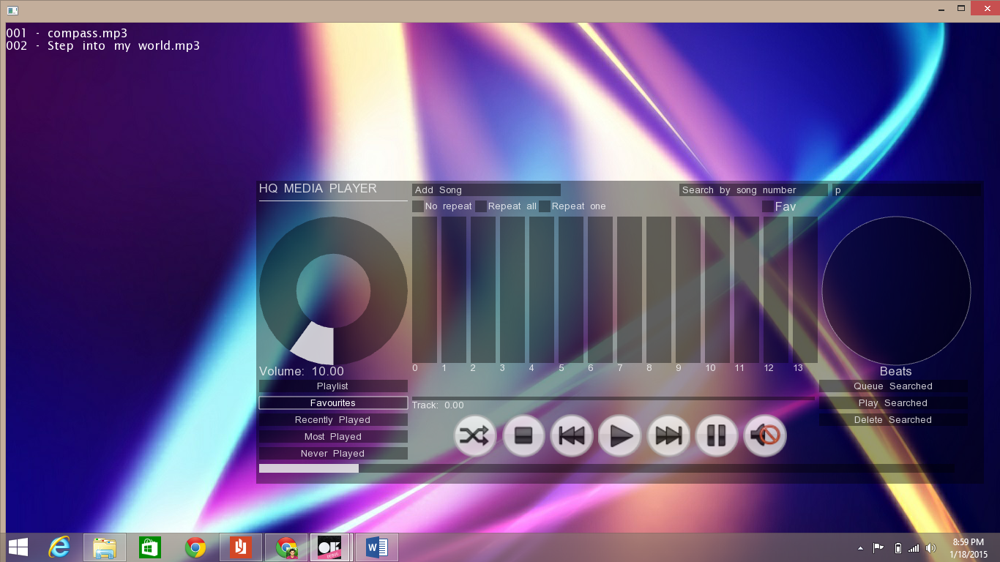 001 - compass.mp3
002 - Step into my world.mp3
HQ MEDIA PLAYER
Add Song
Search by song number
p
No repeat
Repeat all
Repeat one
Fav
0 1 2 3 4 5 6 7 8 9 10 11 12 13
Volume: 10.00
Beats
Playlist
Favourites
Recently Played
Most Played
Never Played
Track: 0.00
Queue Searched
Play Searched
Delete Searched
8:59 PM
1/18/2015